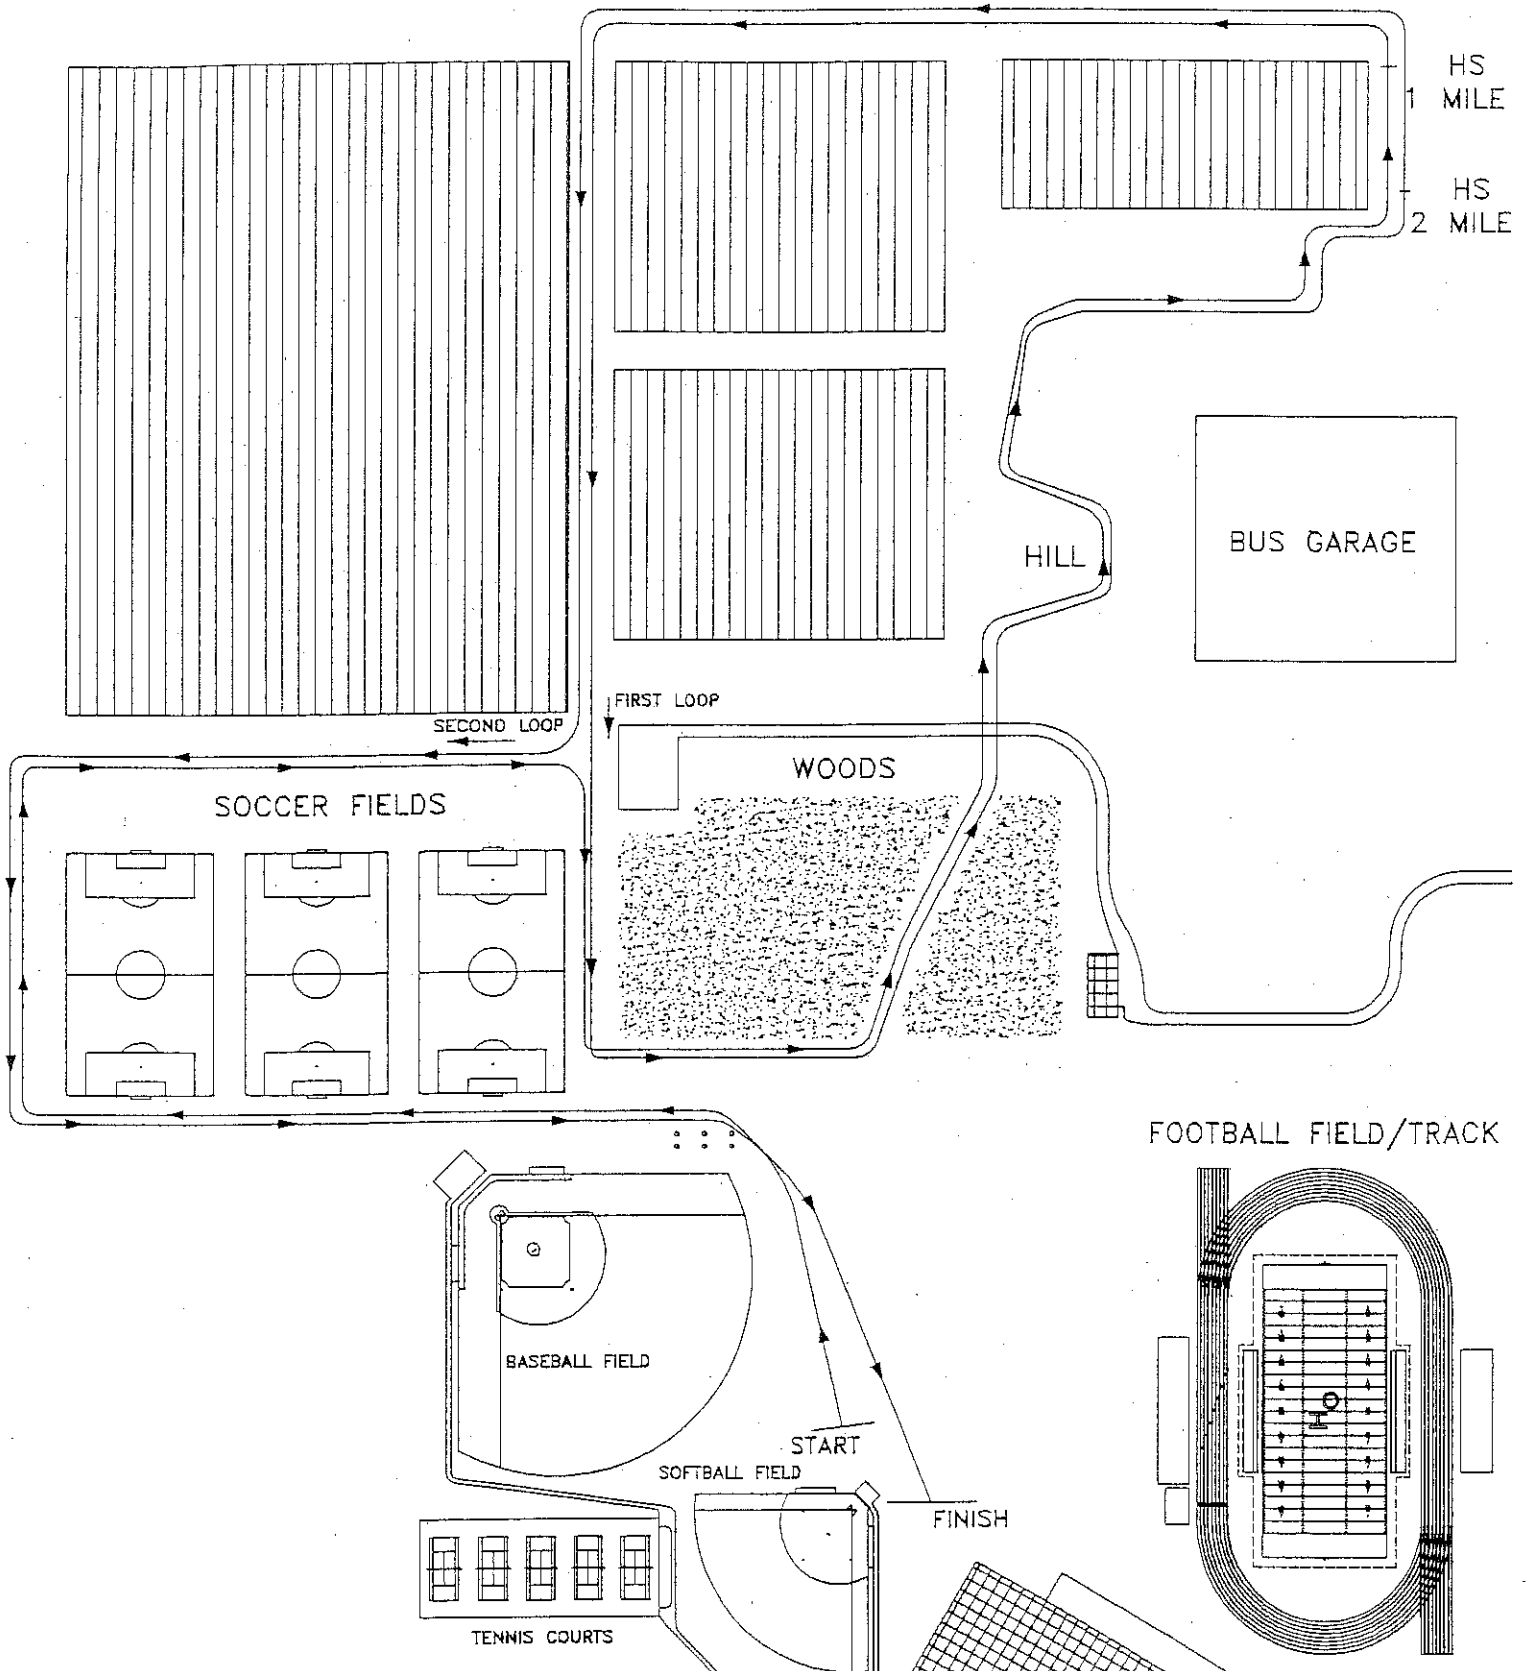 HS
1 MILE
HS
2 MILE
BUS GARAGE
HILL
FIRST LOOP
SECOND LOOP
WOODS
SOCCER FIELDS
FOOTBALL FIELD/TRACK
BASEBALL FIELD
START
SOFTBALL FIELD
FINISH
TENNIS COURTS
HO